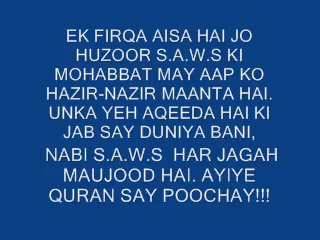 EK FIRQA AISA HAI JO
HUZOOR S.A.W.S KI
MOHABBAT MAY AAP KO
HAZIR-NAZIR MAANTA HAI.
UNKA YEH AQEEDA HAI KI
JAB SAY DUNIYA BANI,
NABI S.A.W.S HAR JAGAH
MAUJOOD HAI. AYIYE
QURAN SAY POOCHAY!!!